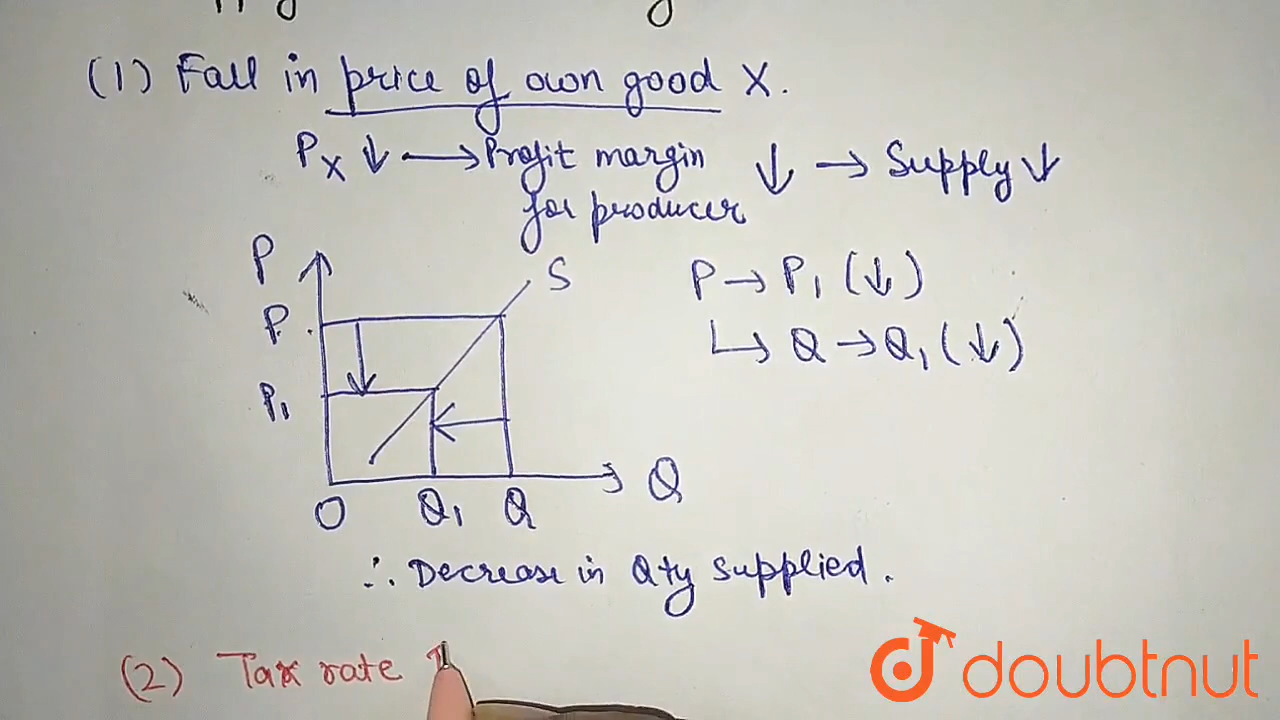 (1) Fall in price of own good X.
Px ↓ → Profit margin ↓ → Supply ↓
for producer
P
S
P → P₁ (↓)
P
↳ Q → Q₁ (↓)
P₁
Q
O Q₁ Q
∴ Decrease in Qty supplied.
(2) Tax rate
doubtnut